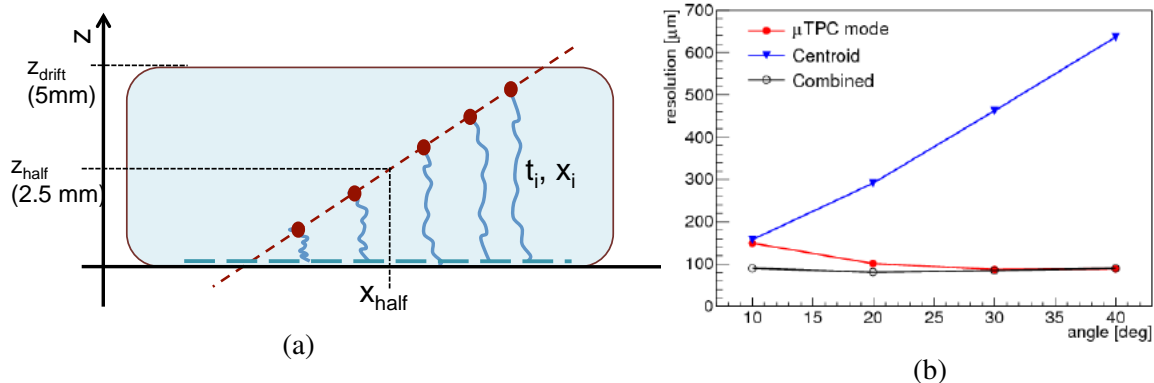 z
z_drift
(5mm)
z_half
(2.5 mm)
t_i, x_i
x_half
(a)
resolution [µm]
700
600
500
400
300
200
100
0
µTPC mode
Centroid
Combined
10
15
20
25
30
35
40
angle [deg]
(b)